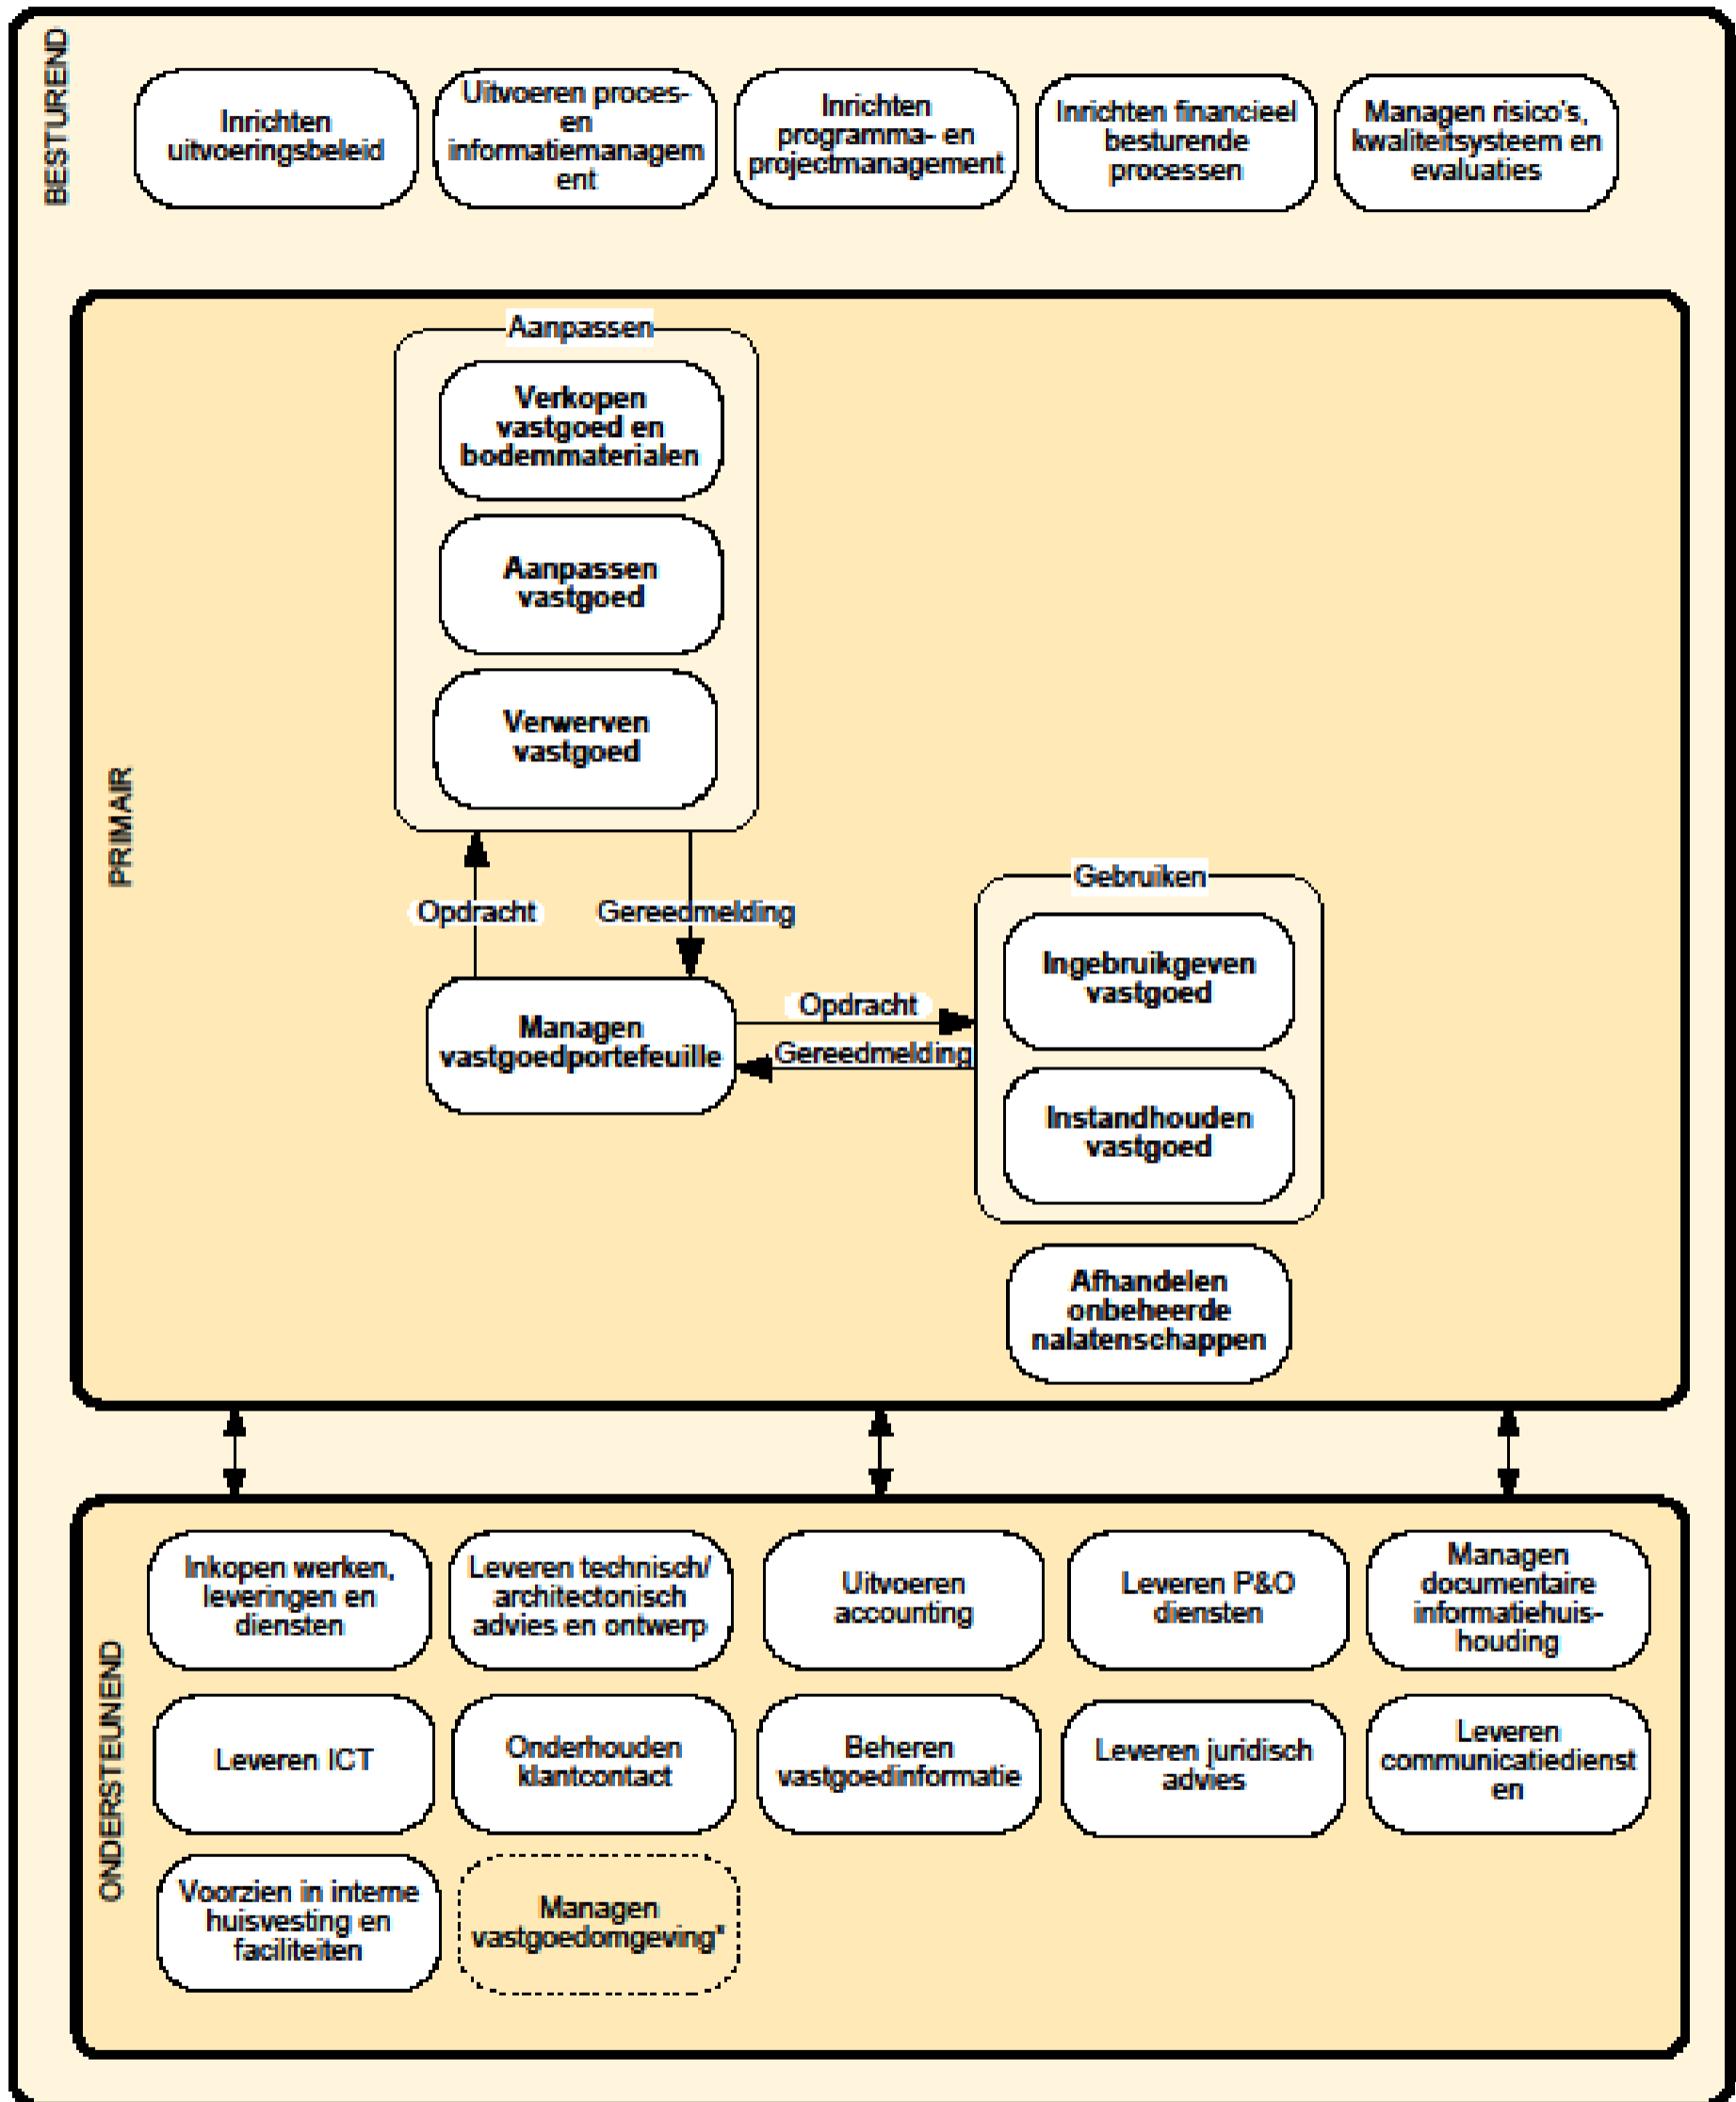 BESTUREND
Inrichten
uitvoeringsbeleid
Uitvoeren proces-
en
informatiemanagem
ent
Inrichten
programma- en
projectmanagement
Inrichten financieel
besturende
processen
Managen risico's,
kwaliteitsysteem en
evaluaties
PRIMAIR
Aanpassen
Verkopen
vastgoed en
bodemmaterialen
Aanpassen
vastgoed
Verwerven
vastgoed
Opdracht
Gereedmelding
Managen
vastgoedportefeuille
Opdracht
Gereedmelding
Gebruiken
Ingebruikgeven
vastgoed
Instandhouden
vastgoed
Afhandelen
onbeheerde
nalatenschappen
ONDERSTEUNEND
Inkopen werken,
leveringen en
diensten
Leveren technisch/
architectonisch
advies en ontwerp
Uitvoeren
accounting
Leveren P&O
diensten
Managen
documentaire
informatiehuis-
houding
Leveren ICT
Onderhouden
klantcontact
Beheren
vastgoedinformatie
Leveren juridisch
advies
Leveren
communicatiedienst
en
Voorzien in interne
huisvesting en
faciliteiten
Managen
vastgoedomgeving*